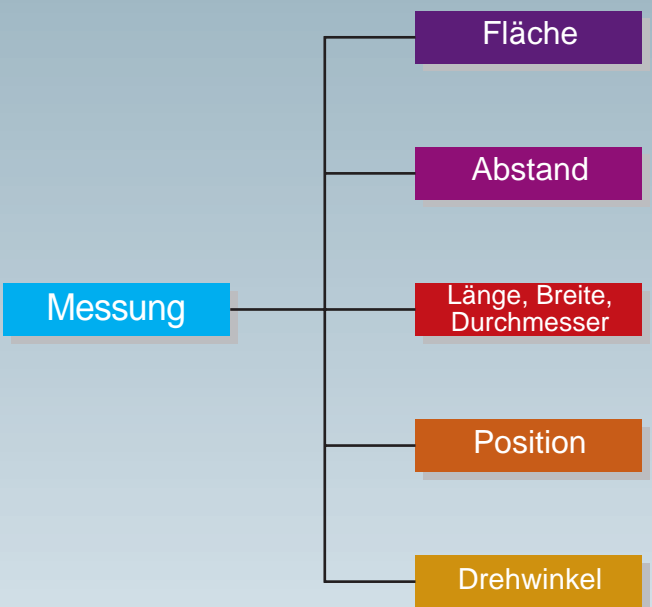 Fläche
Abstand
Messung
Länge, Breite,
Durchmesser
Position
Drehwinkel